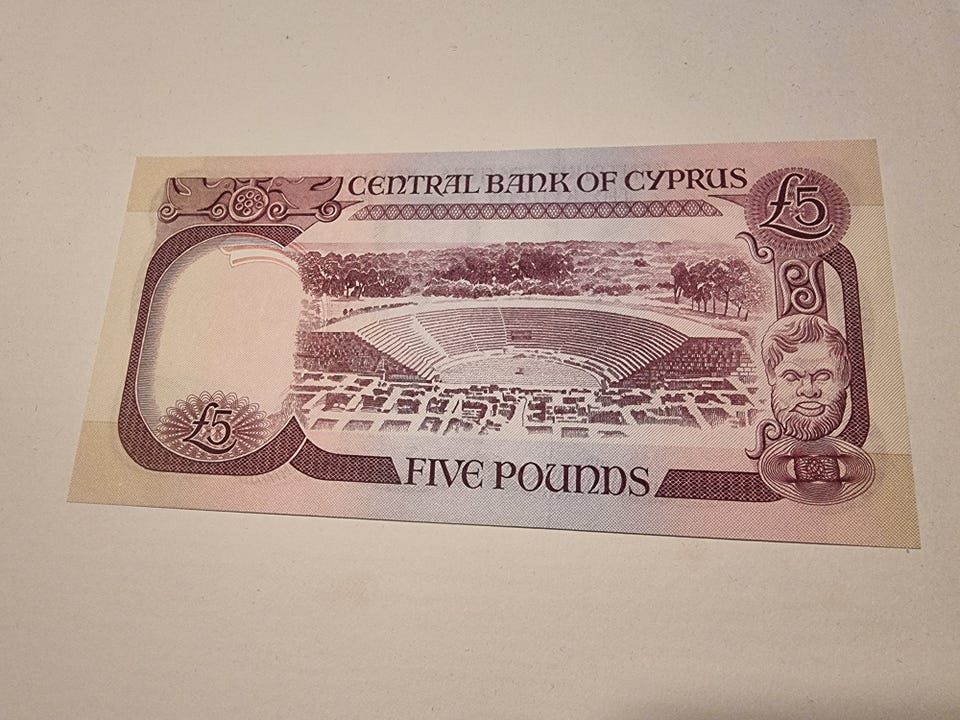 CENTRAL BANK OF CYPRUS
£5
£5
FIVE POUNDS